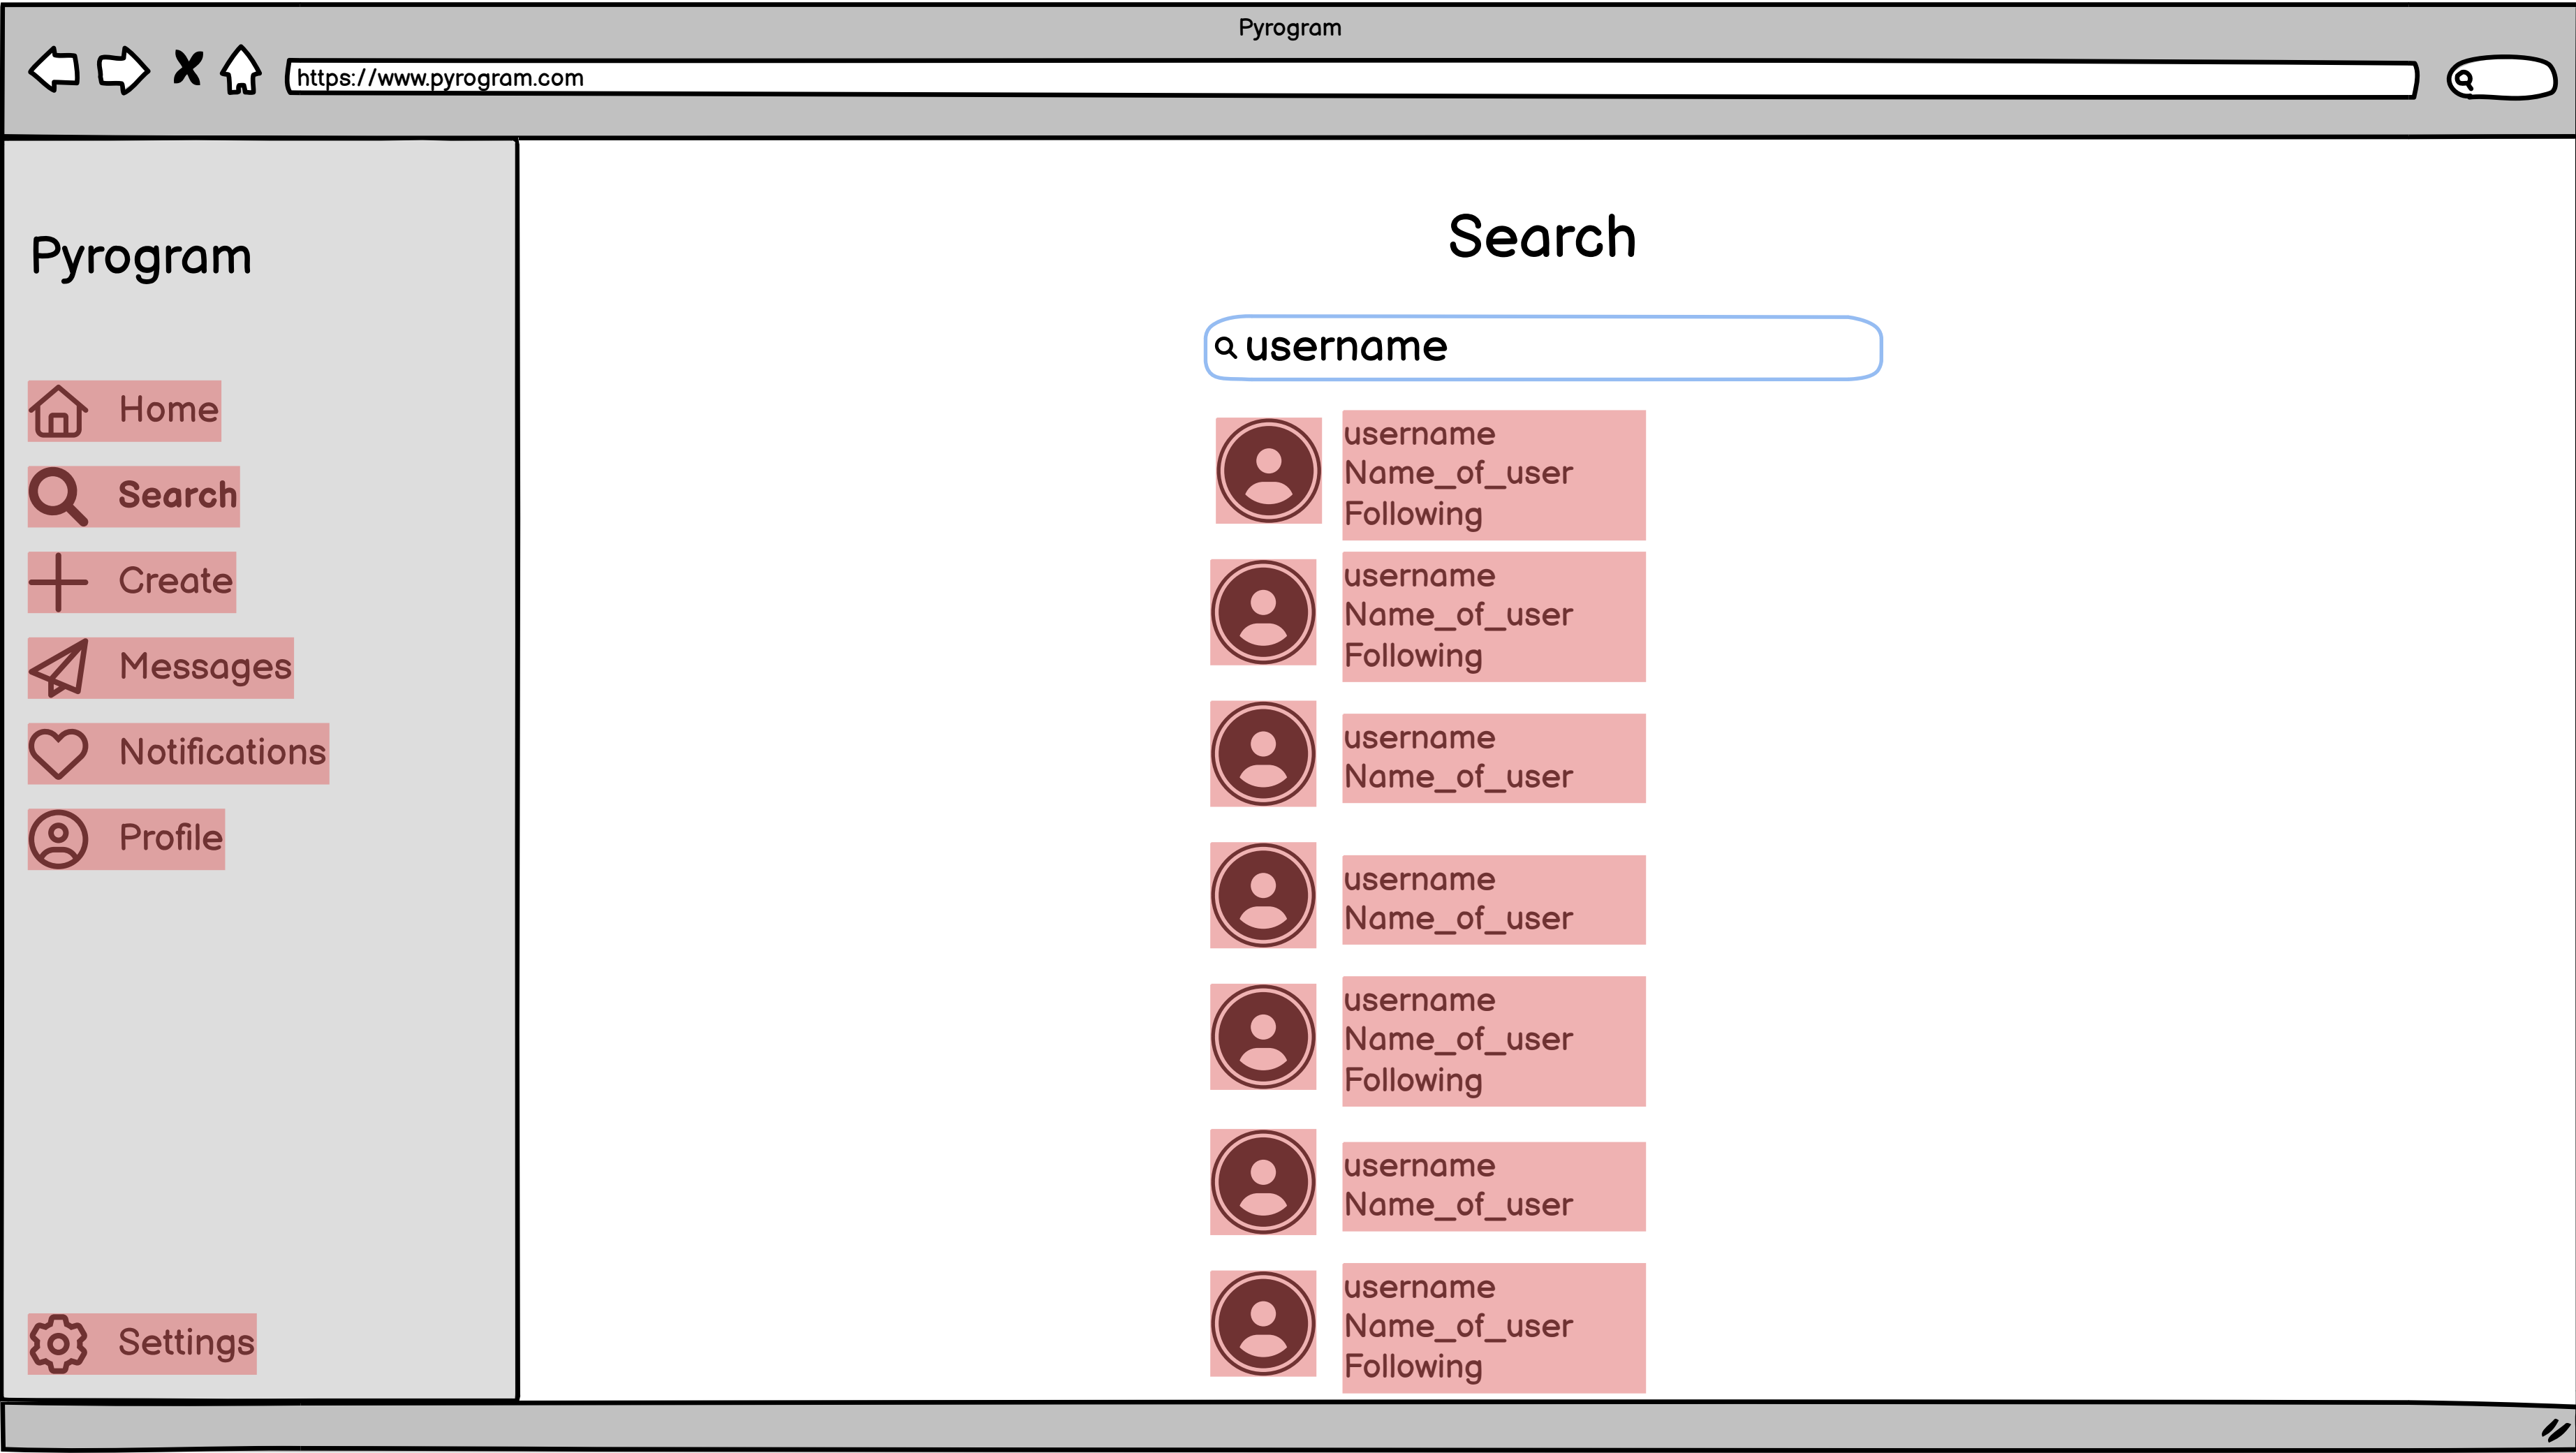 Pyrogram
https://www.pyrogram.com
Pyrogram
Home
Search
Create
Messages
Notifications
Profile
Settings
Search
username
username
Name_of_user
Following
username
Name_of_user
Following
username
Name_of_user
username
Name_of_user
username
Name_of_user
Following
username
Name_of_user
username
Name_of_user
Following